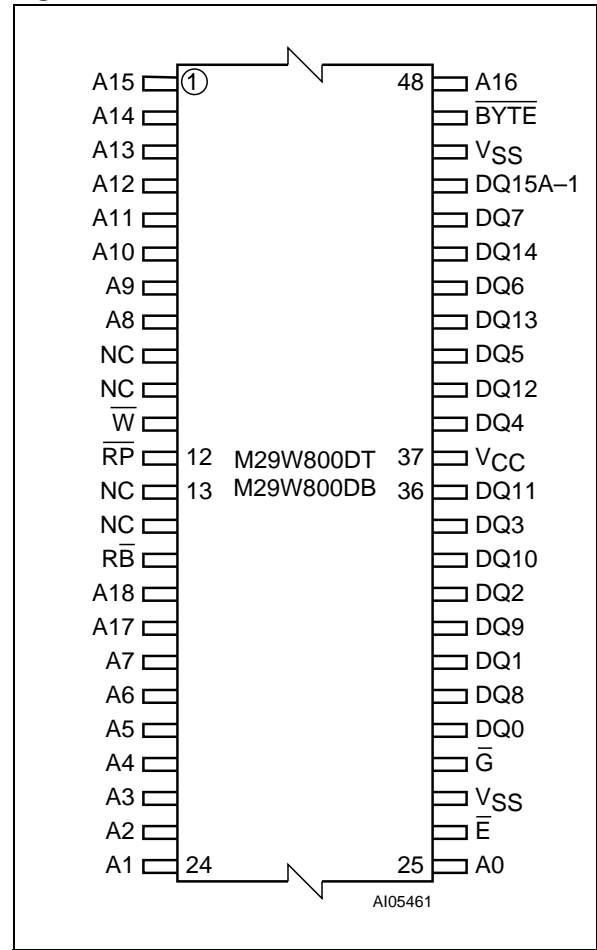 A15 ① 48 A16
A14 B̅Y̅T̅E̅
A13 VSS
A12 DQ15A–1
A11 DQ7
A10 DQ14
A9 DQ6
A8 DQ13
NC DQ5
NC DQ12
W̅ DQ4
R̅P̅ 12 M29W800DT 37 VCC
NC 13 M29W800DB 36 DQ11
NC DQ3
RB̅ DQ10
A18 DQ2
A17 DQ9
A7 DQ1
A6 DQ8
A5 DQ0
A4 G̅
A3 VSS
A2 E̅
A1 24 25 A0
AI05461